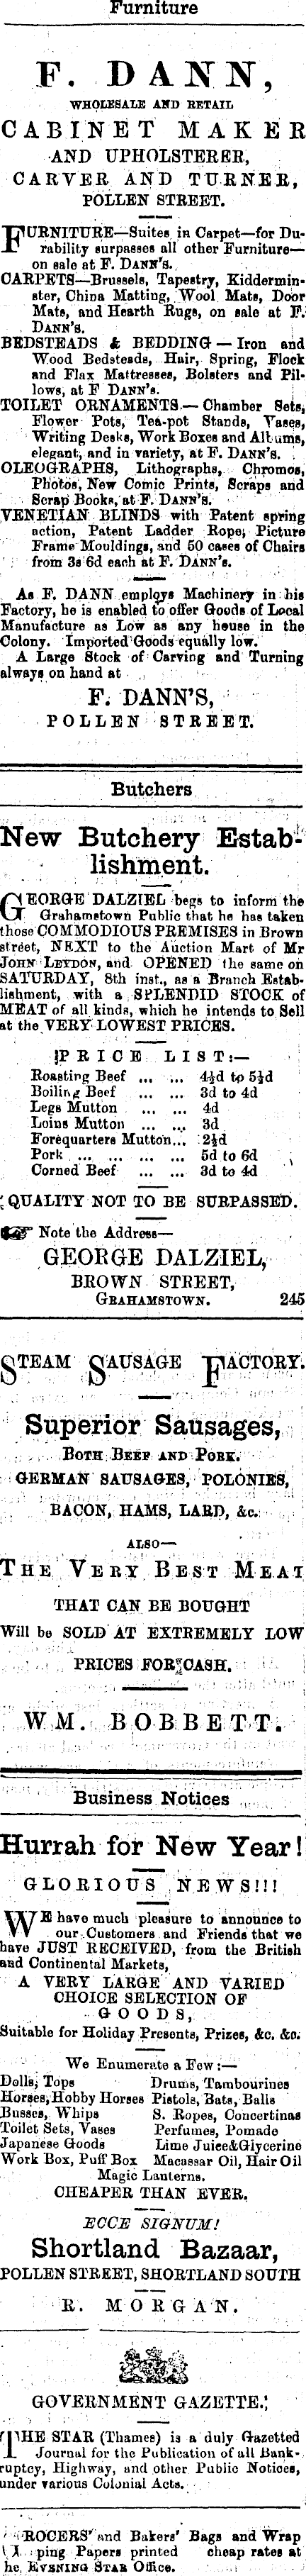 Furniture
F. DANN,
WHOLESALE AND RETAIL
CABINET MAKER
AND UPHOLSTERER,
CARVER AND TURNER,
POLLEN STREET.
FURNITURE—Suites in Carpet—for Du-
rability surpasses all other Furniture—
on sale at F. DANN'S.
CARPETS—Brussels, Tapestry, Kiddermin-
ster, China Matting, Wool Mats, Door
Mats, and Hearth Rugs, on sale at F.
DANN'S.
BEDSTEADS & BEDDING—Iron and
Wood Bedsteads, Hair, Spring, Flock
and Flax Mattresses, Bolsters and Pil-
lows, at F DANN'S.
TOILET ORNAMENTS.—Chamber Sets,
Flower Pots, Tea-pot Stands, Vases,
Writing Desks, Work Boxes and Albums,
elegant, and in variety, at F. DANN'S.
OLEOGRAPHS, Lithographs, Chromos,
Photos, New Comic Prints, Scraps and
Scrap Books, at F. DANN'S.
VENETIAN BLINDS with Patent spring
action, Patent Ladder Rope; Picture
Frame Mouldings, and 50 cases of Chairs
from 3s 6d each at F. DANN'S.
As F. DANN employs Machinery in his
Factory, he is enabled to offer Goods of Local
Manufacture as Low as any house in the
Colony. Imported Goods equally low.
A Large Stock of Carving and Turning
always on hand at
F. DANN'S,
POLLEN STREET.
Butchers
New Butchery Estab-
lishment.
GEORGE DALZIEL begs to inform the
Grahamstown Public that he has taken
those COMMODIOUS PREMISES in Brown
street, NEXT to the Auction Mart of Mr
JOHN LEYDON, and OPENED the same on
SATURDAY, 8th inst., as a Branch Estab-
lishment, with a SPLENDID STOCK of
MEAT of all kinds, which he intends to Sell
at the VERY LOWEST PRICES.
PRICE LIST:—
Roasting Beef ... ... 4½d to 5½d
Boiling Beef ... ... 3d to 4d
Legs Mutton ... ... 4d
Loins Mutton ... ... 3d
Forequarters Mutton... 2½d
Pork ... ... ... ... 5d to 6d
Corned Beef ... ... 3d to 4d
QUALITY NOT TO BE SURPASSED.
☞ Note the Address—
GEORGE DALZIEL,
BROWN STREET,
GRAHAMSTOWN. 245
STEAM SAUSAGE FACTORY.
Superior Sausages,
BOTH BEEF AND PORK.
GERMAN SAUSAGES, POLONIES,
BACON, HAMS, LARD, &c.
ALSO—
THE VERY BEST MEAT
THAT CAN BE BOUGHT
Will be SOLD AT EXTREMELY LOW
PRICES FOR CASH.
WM. BOBBETT.
Business Notices
Hurrah for New Year!
GLORIOUS NEWS!!!
WE have much pleasure to announce to
our Customers and Friends that we
have JUST RECEIVED, from the British
and Continental Markets,
A VERY LARGE AND VARIED
CHOICE SELECTION OF
GOODS,
Suitable for Holiday Presents, Prizes, &c. &c.
We Enumerate a Few:—
Dolls, Tops Drums, Tambourines
Horses, Hobby Horses Pistols, Bats, Balls
Busses, Whips S. Ropes, Concertinas
Toilet Sets, Vases Perfumes, Pomade
Japanese Goods Lime Juice&Glycerine
Work Box, Puff Box Macassar Oil, Hair Oil
Magic Lanterns.
CHEAPER THAN EVER.
ECCE SIGNUM!
Shortland Bazaar,
POLLEN STREET, SHORTLAND SOUTH
R. MORGAN.
GOVERNMENT GAZETTE.
THE STAR (Thames) is a duly Gazetted
Journal for the Publication of all Bank-
ruptcy, Highway, and other Public Notices,
under various Colonial Acts.
GROCERS' and Bakers' Bags and Wrap
ping Papers printed cheap rates at
he EVENING STAR Office.